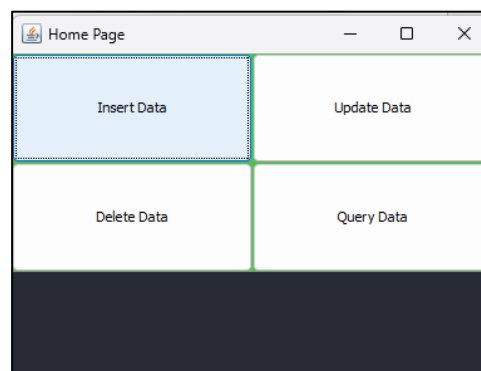 Home Page
Insert Data
Update Data
Delete Data
Query Data